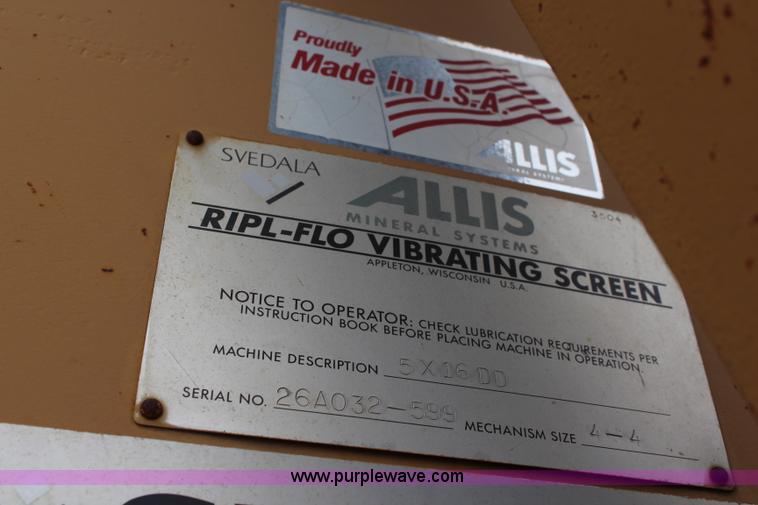 Proudly
Made in U.S.A.
ALLIS
SVEDALA
ALLIS
MINERAL SYSTEMS
3504
RIPL-FLO VIBRATING SCREEN
APPLETON, WISCONSIN U.S.A.
NOTICE TO OPERATOR: CHECK LUBRICATION REQUIREMENTS PER
INSTRUCTION BOOK BEFORE PLACING MACHINE IN OPERATION.
MACHINE DESCRIPTION 5X16DD
SERIAL NO. 26A032-599 MECHANISM SIZE 4-4
www.purplewave.com